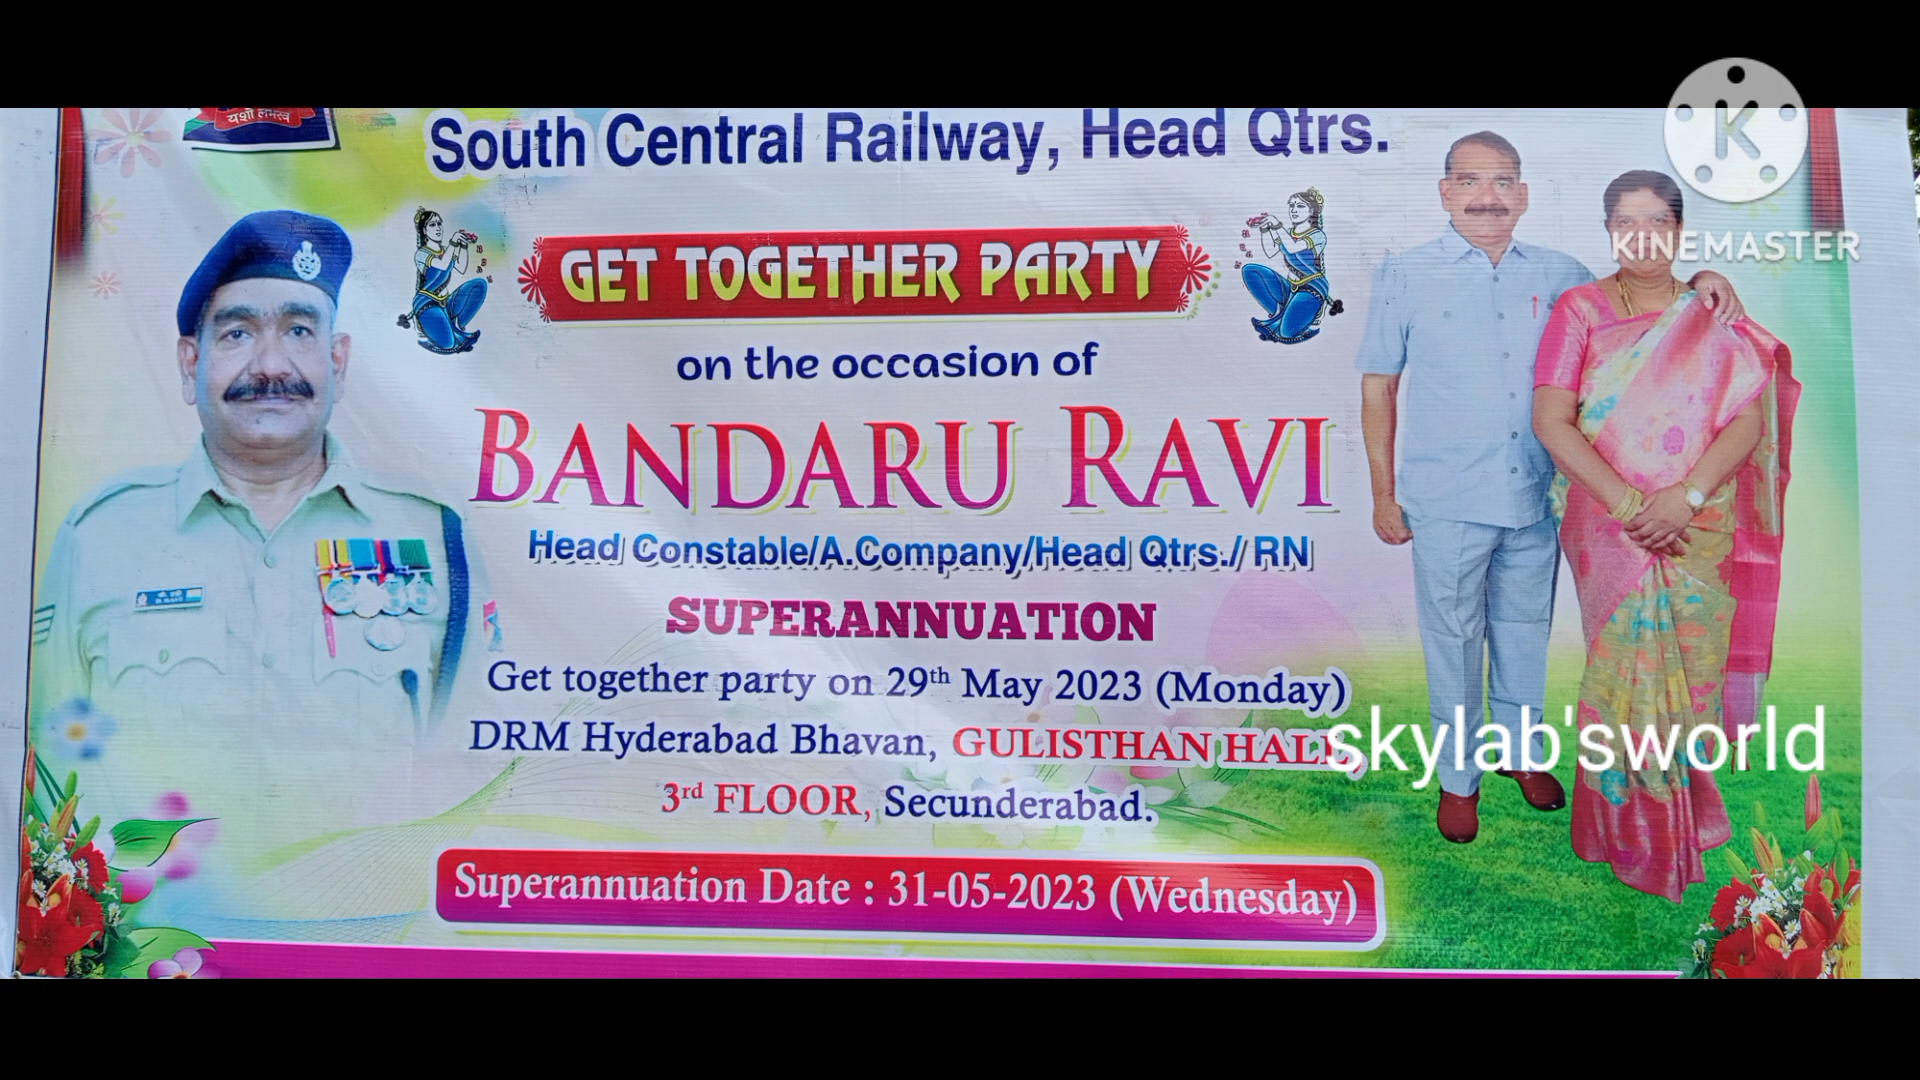 यशो लभस्व
South Central Railway, Head Qtrs.
GET TOGETHER PARTY
on the occasion of
BANDARU RAVI
Head Constable/A.Company/Head Qtrs./ RN
SUPERANNUATION
Get together party on 29th May 2023 (Monday)
DRM Hyderabad Bhavan, GULISTHAN HALL,
3rd FLOOR, Secunderabad.
Superannuation Date : 31-05-2023 (Wednesday)
K
KINEMASTER
skylab'sworld